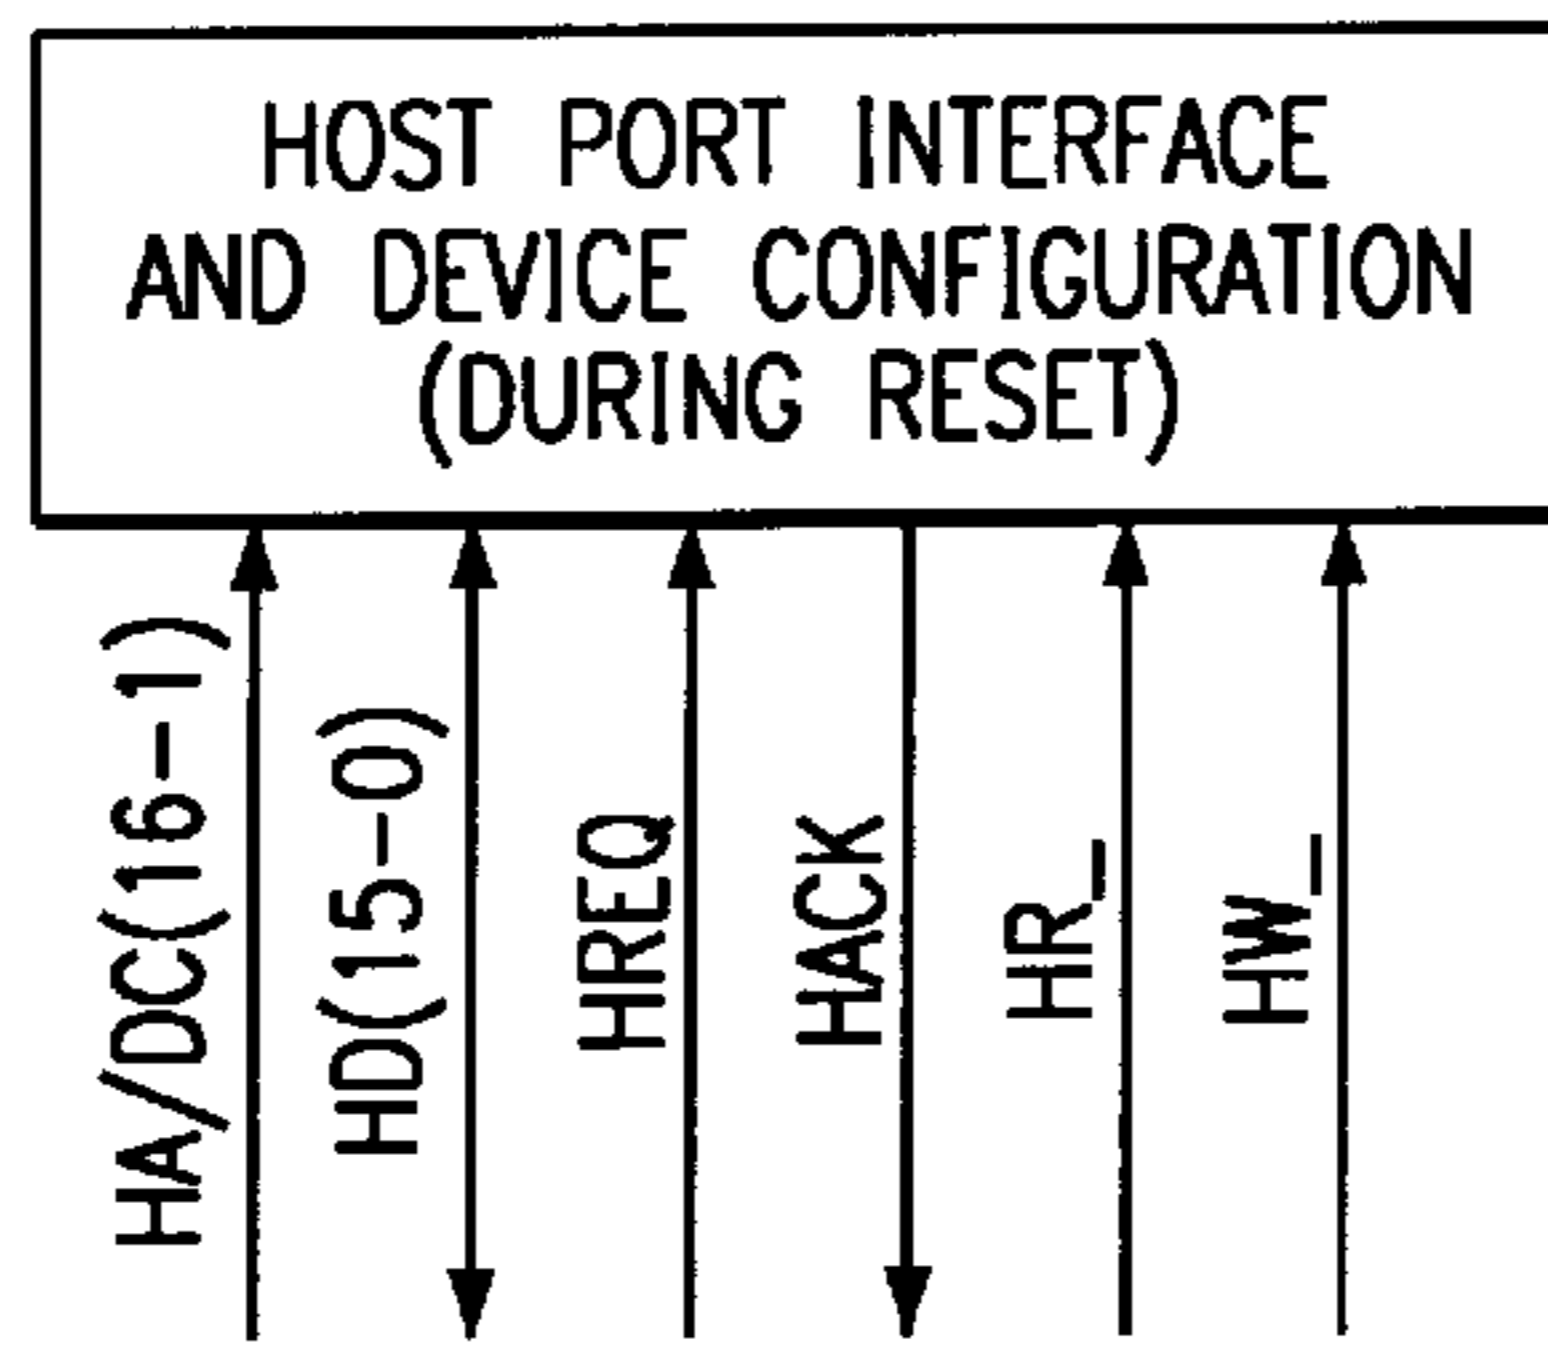 HOST PORT INTERFACE
AND DEVICE CONFIGURATION
(DURING RESET)
HA/DC(16-1)
HD(15-0)
HREQ
HACK
HR_
HW_